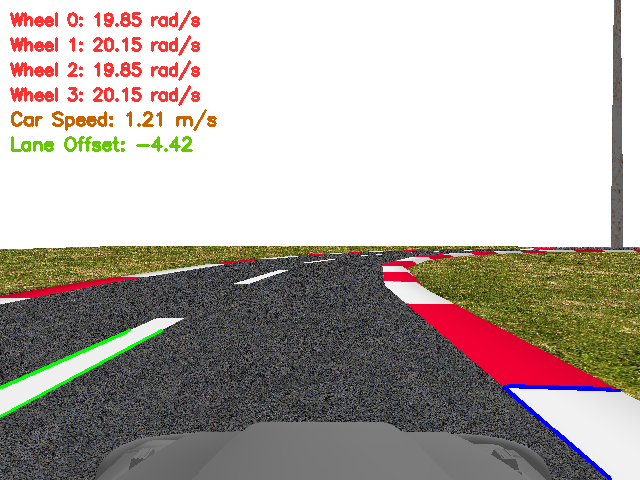 Wheel 0: 19.85 rad/s
Wheel 1: 20.15 rad/s
Wheel 2: 19.85 rad/s
Wheel 3: 20.15 rad/s
Car Speed: 1.21 m/s
Lane Offset: -4.42